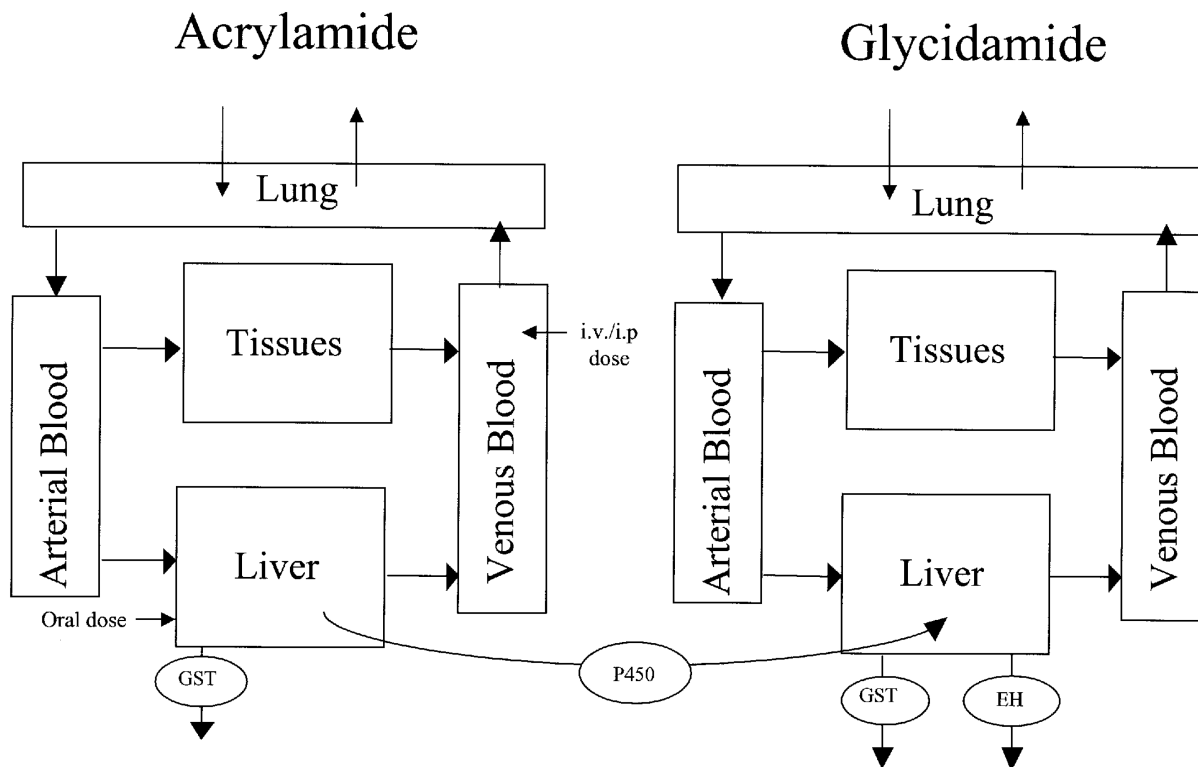 Acrylamide
Lung
Arterial Blood
Tissues
Venous Blood
i.v./i.p
dose
Liver
Oral dose
GST
P450
Glycidamide
Lung
Arterial Blood
Tissues
Venous Blood
Liver
GST
EH